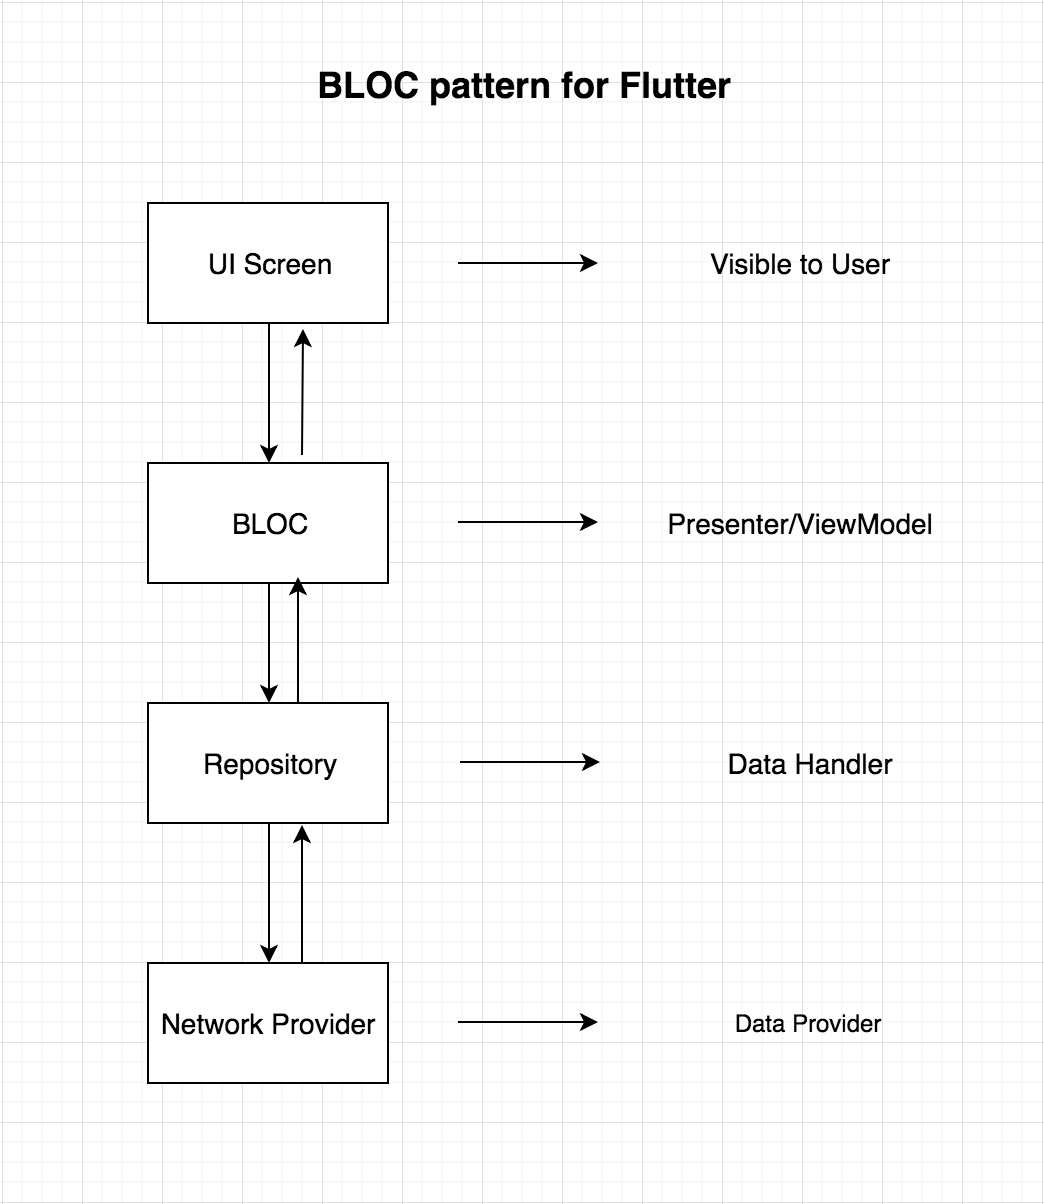 BLOC pattern for Flutter
UI Screen
Visible to User
BLOC
Presenter/ViewModel
Repository
Data Handler
Network Provider
Data Provider